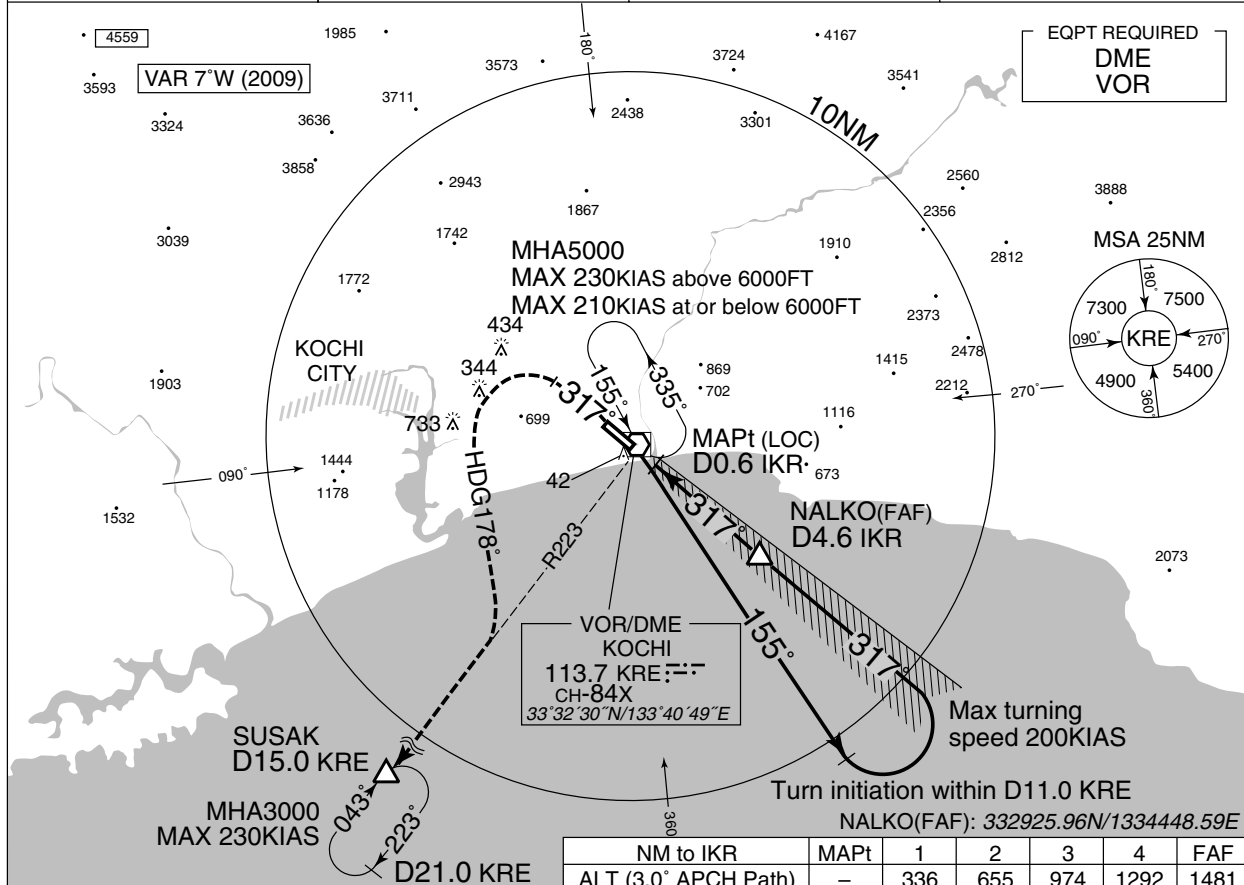 4559
1985
180°
4167
EQPT REQUIRED
DME
VOR
3593
VAR 7°W (2009)
3573
3724
3541
3324
3636
3711
2438
3301
10NM
3858
2943
1867
2560
2356
3888
3039
1742
1910
2812
MSA 25NM
180°
7300
7500
090°
KRE
270°
4900
5400
360°
MHA5000
MAX 230KIAS above 6000FT
MAX 210KIAS at or below 6000FT
1772
2373
2478
KOCHI
CITY
434
344
733
1903
869
702
1415
2212
270°
155°
335°
317°
699
1116
MAPt (LOC)
D0.6 IKR
673
090°
1444
1178
42
1532
HDG178°
R223
317°
NALKO(FAF)
D4.6 IKR
2073
VOR/DME
KOCHI
113.7 KRE
CH-84X
33°32´30˝N/133°40´49˝E
155°
317°
Max turning
speed 200KIAS
SUSAK
D15.0 KRE
Turn initiation within D11.0 KRE
MHA3000
MAX 230KIAS
043°
223°
360
NALKO(FAF): 332925.96N/1334448.59E
D21.0 KRE
NM to IKR MAPt 1 2 3 4 FAF
ALT (3.0° APCH Path) – 336 655 974 1292 1481